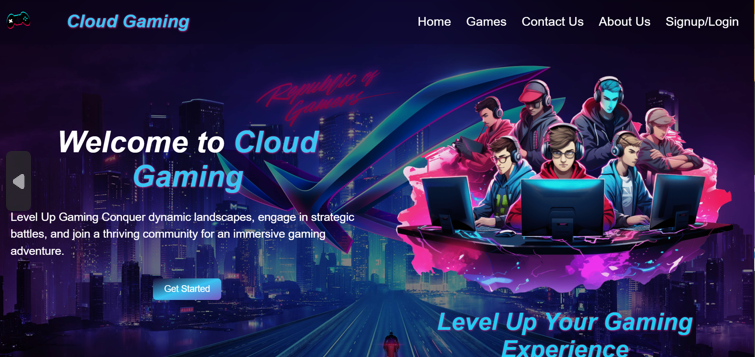 Cloud Gaming
Home Games Contact Us About Us Signup/Login
Republic of
Gamers
Welcome to Cloud
Gaming
Level Up Gaming Conquer dynamic landscapes, engage in strategic
battles, and join a thriving community for an immersive gaming
adventure.
Get Started
Level Up Your Gaming
Experience